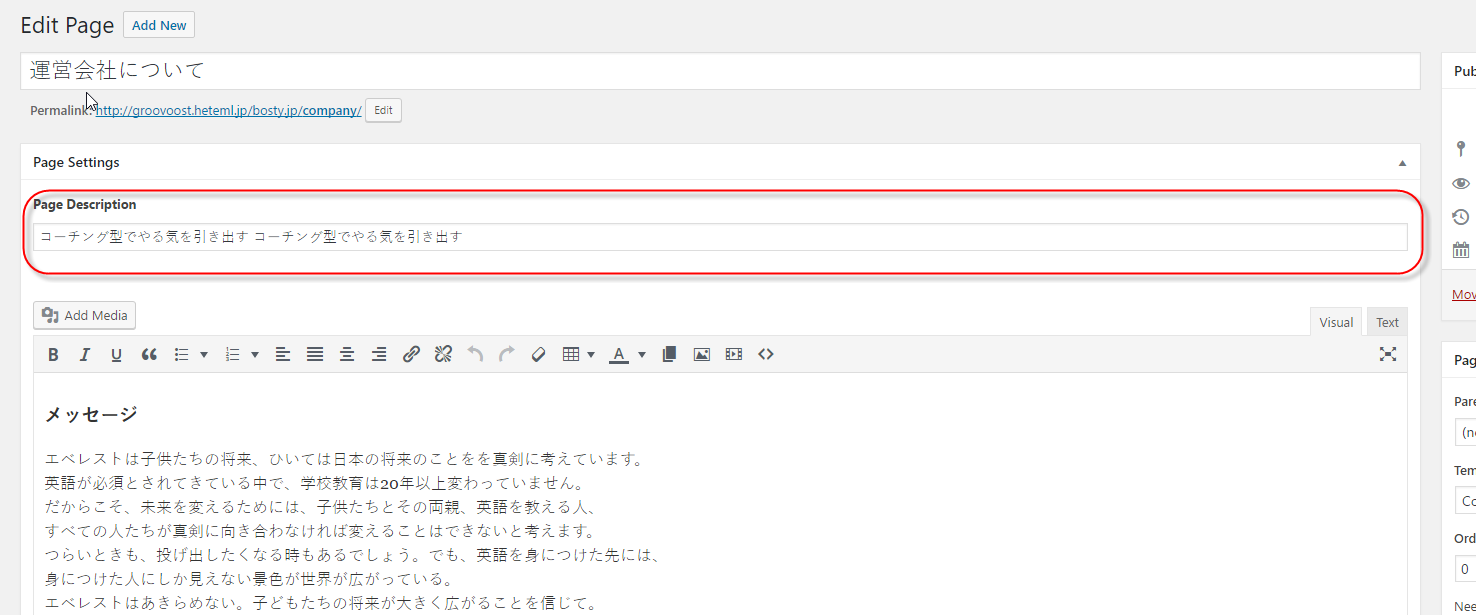 Edit Page Add New
運営会社について
Permalink: http://groovoost.heteml.jp/bosty.jp/company/ Edit
Pub
Page Settings
Page Description
コーチング型でやる気を引き出す コーチング型でやる気を引き出す
Mov
Add Media
Visual Text
B I U A
Pag
メッセージ
Pare
(no
エベレストは子供たちの将来、ひいては日本の将来のことをを真剣に考えています。
Tem
英語が必須とされてきている中で、学校教育は20年以上変わっていません。
Co
だからこそ、未来を変えるためには、子供たちとその両親、英語を教える人、
すべての人たちが真剣に向き合わなければ変えることはできないと考えます。
Ord
つらいときも、投げ出したくなる時もあるでしょう。でも、英語を身につけた先には、
0
身につけた人にしか見えない景色が世界が広がっている。
エベレストはあきらめない。子どもたちの将来が大きく広がることを信じて。
Nee